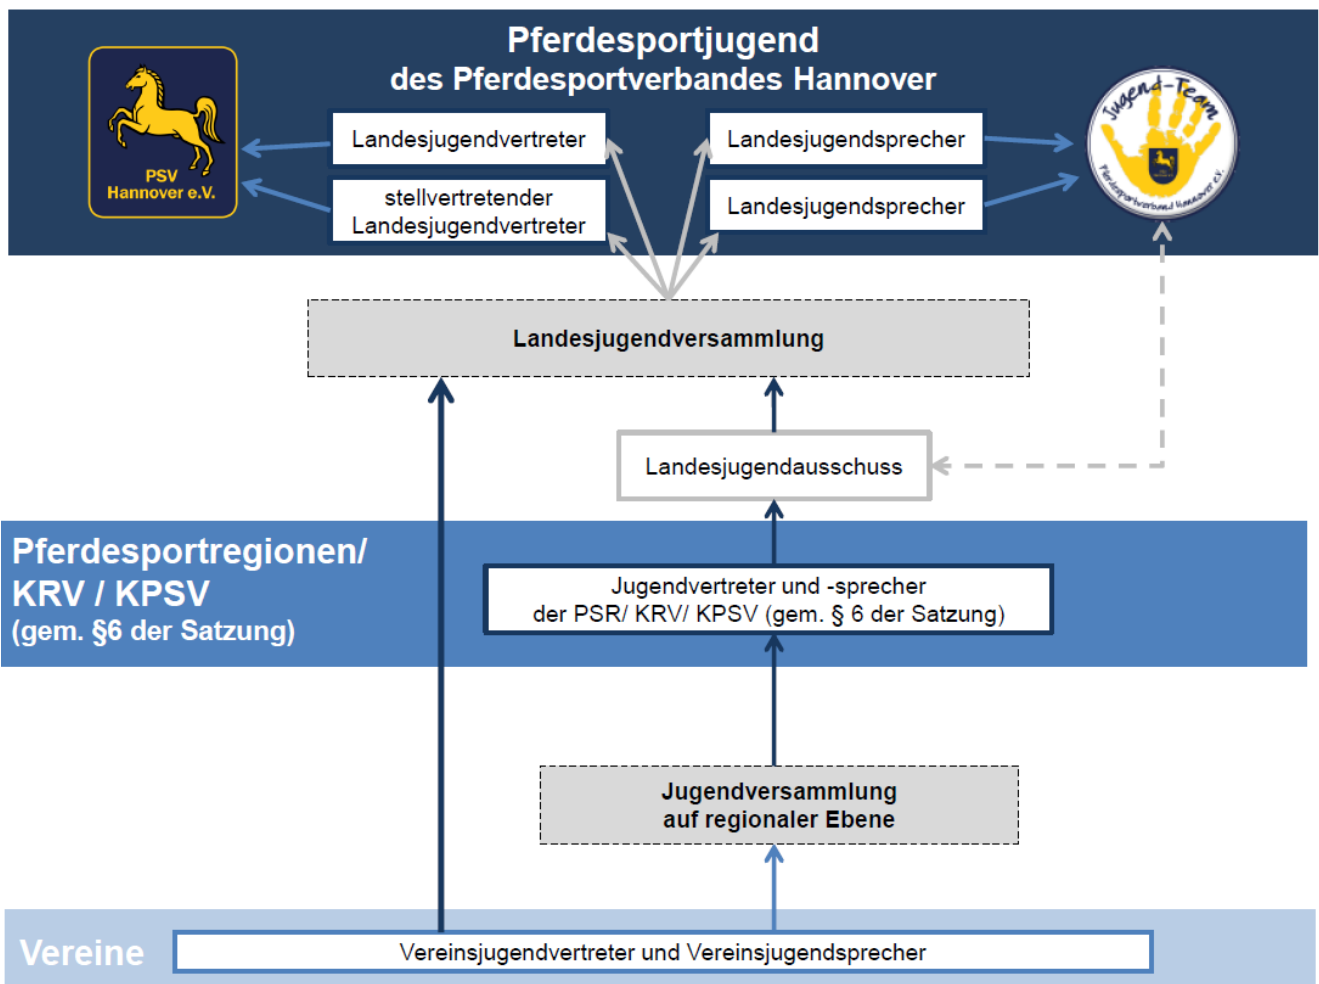 Pferdesportjugend
des Pferdesportverbandes Hannover
PSV
Hannover e.V.
Landesjugendvertreter
stellvertretender
Landesjugendvertreter
Landesjugendsprecher
Landesjugendsprecher
Jugend-Team
Pferdesportverband Hannover e.V.
Landesjugendversammlung
Landesjugendausschuss
Pferdesportregionen/
KRV / KPSV
(gem. §6 der Satzung)
Jugendvertreter und -sprecher
der PSR/ KRV/ KPSV (gem. § 6 der Satzung)
Jugendversammlung
auf regionaler Ebene
Vereine
Vereinsjugendvertreter und Vereinsjugendsprecher